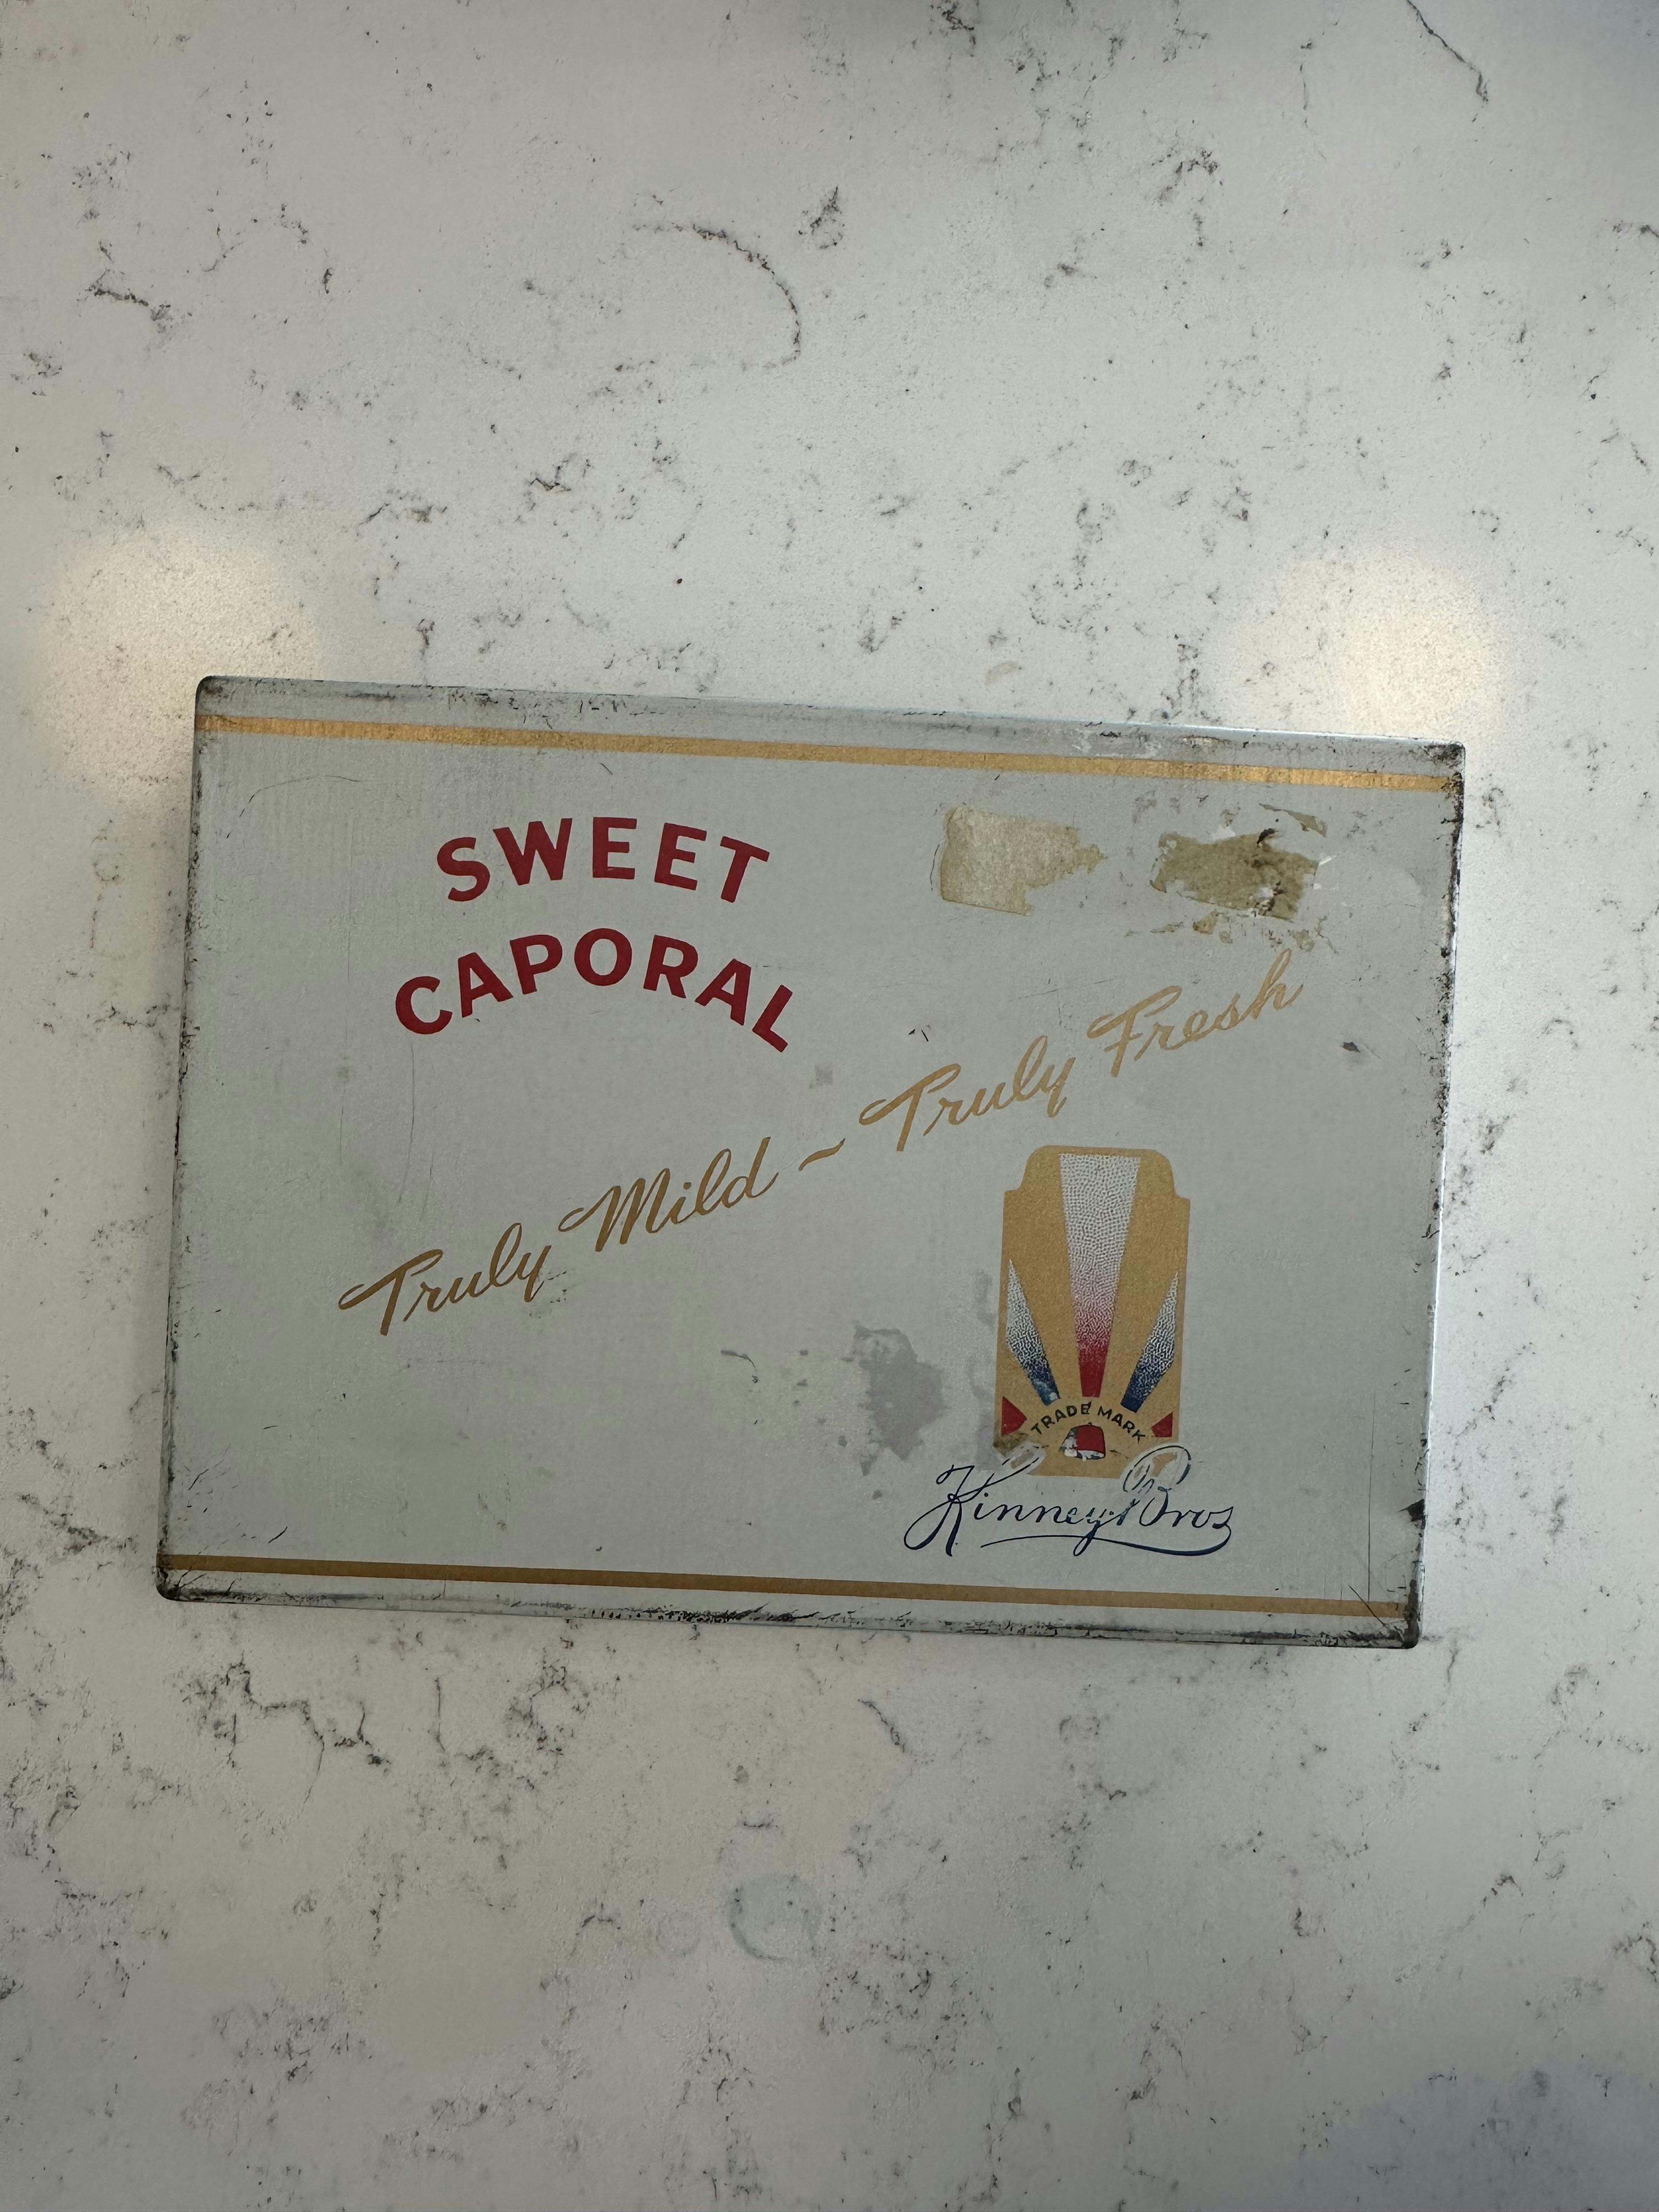 SWEET
CAPORAL
Truly Mild ~ Truly Fresh
TRADE MARK
Kinney Bros